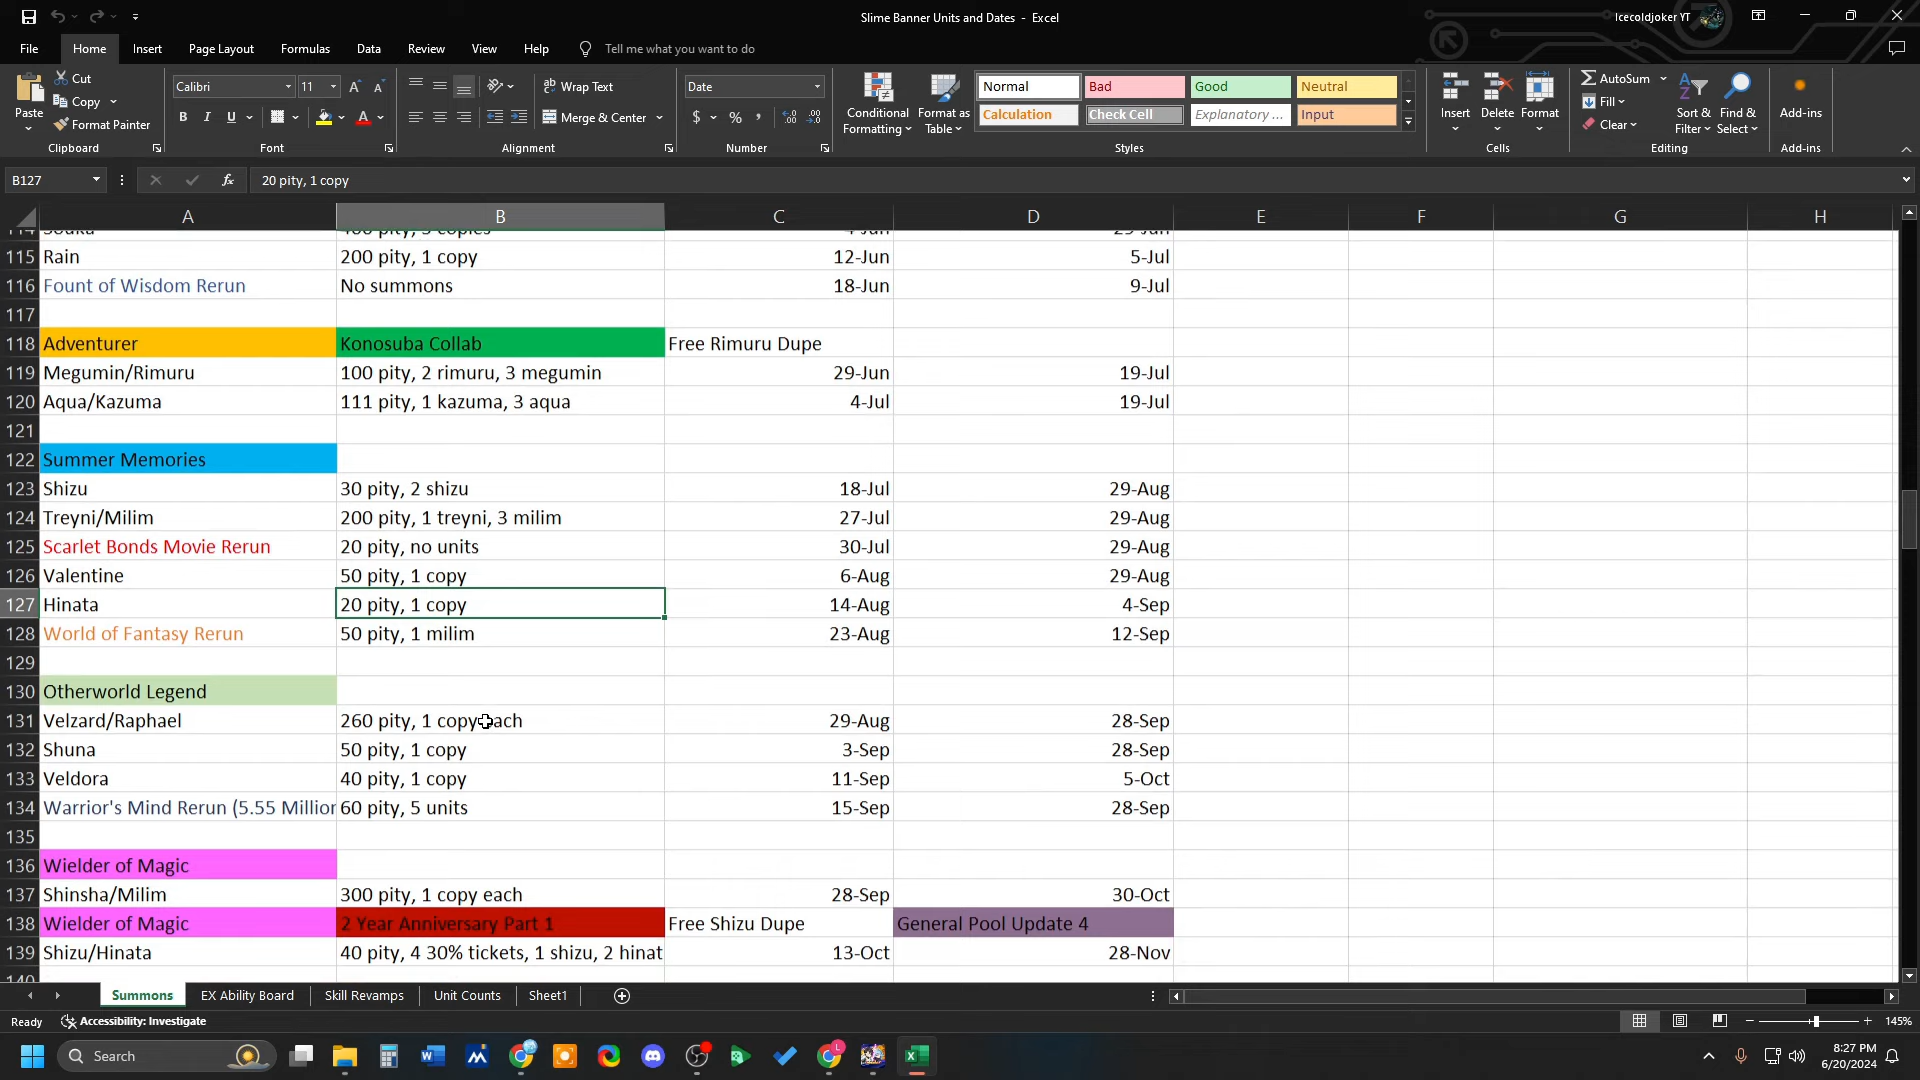 Slime Banner Units and Dates - Excel
Icecoldjoker YT
File Home Insert Page Layout Formulas Data Review View Help Tell me what you want to do
Paste Cut Copy Format Painter Clipboard
Calibri 11 A A B I U A Font
ab Wrap Text Merge & Center Alignment
Date $ % , Number
Conditional Formatting Format as Table
Normal Bad Good Neutral
Calculation Check Cell Explanatory ... Input
Styles
Insert Delete Format Cells
AutoSum Fill Clear Sort & Filter Find & Select Editing
Add-ins Add-ins
B127 fx 20 pity, 1 copy
A B C D E F G H
115 Rain 200 pity, 1 copy 12-Jun 5-Jul
116 Fount of Wisdom Rerun No summons 18-Jun 9-Jul
117
118 Adventurer Konosuba Collab Free Rimuru Dupe
119 Megumin/Rimuru 100 pity, 2 rimuru, 3 megumin 29-Jun 19-Jul
120 Aqua/Kazuma 111 pity, 1 kazuma, 3 aqua 4-Jul 19-Jul
121
122 Summer Memories
123 Shizu 30 pity, 2 shizu 18-Jul 29-Aug
124 Treyni/Milim 200 pity, 1 treyni, 3 milim 27-Jul 29-Aug
125 Scarlet Bonds Movie Rerun 20 pity, no units 30-Jul 29-Aug
126 Valentine 50 pity, 1 copy 6-Aug 29-Aug
127 Hinata 20 pity, 1 copy 14-Aug 4-Sep
128 World of Fantasy Rerun 50 pity, 1 milim 23-Aug 12-Sep
129
130 Otherworld Legend
131 Velzard/Raphael 260 pity, 1 copy each 29-Aug 28-Sep
132 Shuna 50 pity, 1 copy 3-Sep 28-Sep
133 Veldora 40 pity, 1 copy 11-Sep 5-Oct
134 Warrior's Mind Rerun (5.55 Million 60 pity, 5 units 15-Sep 28-Sep
135
136 Wielder of Magic
137 Shinsha/Milim 300 pity, 1 copy each 28-Sep 30-Oct
138 Wielder of Magic 2 Year Anniversary Part 1 Free Shizu Dupe General Pool Update 4
139 Shizu/Hinata 40 pity, 4 30% tickets, 1 shizu, 2 hinat 13-Oct 28-Nov
Summons EX Ability Board Skill Revamps Unit Counts Sheet1
Ready Accessibility: Investigate 145%
Search
8:27 PM
6/20/2024